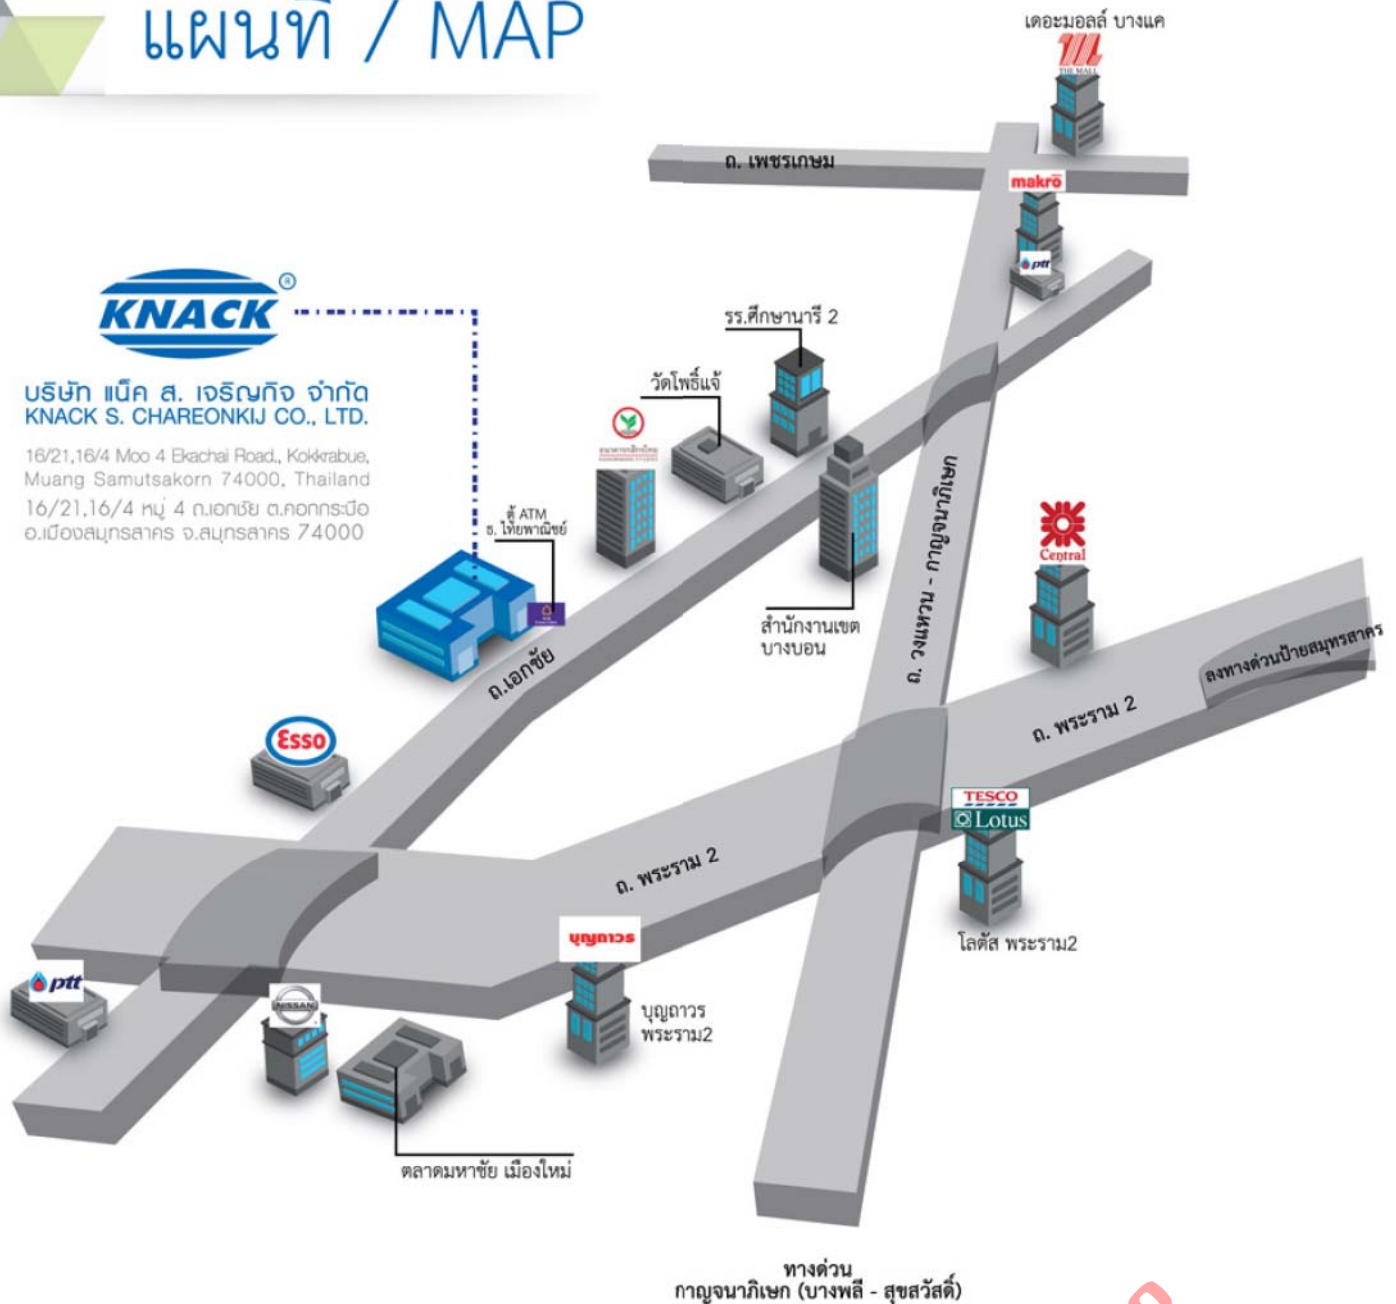 แผนที่ / MAP
เดอะมอลล์ บางแค
THE MALL
ถ. เพชรเกษม
makro
ptt
KNACK®
บริษัท แน็ค ส. เจริญกิจ จำกัด
KNACK S. CHAREONKIJ CO., LTD.
16/21,16/4 Moo 4 Ekachai Road., Kokkrabue,
Muang Samutsakorn 74000, Thailand
16/21,16/4 หมู่ 4 ถ.เอกชัย ต.คอกกระบือ
อ.เมืองสมุทรสาคร จ.สมุทรสาคร 74000
รร.ศึกษานารี 2
วัดโพธิ์แจ้
ธนาคารกสิกรไทย
ตู้ ATM
ธ. ไทยพาณิชย์
ถ. วงแหวน - กาญจนาภิเษก
Central
สำนักงานเขต
บางบอน
ถ.เอกชัย
ลงทางด่วนป้ายสมุทรสาคร
ถ. พระราม 2
Esso
TESCO
Lotus
ถ. พระราม 2
โลตัส พระราม2
บุญถาวร
ptt
NISSAN
บุญถาวร
พระราม2
ตลาดมหาชัย เมืองใหม่
ทางด่วน
กาญจนาภิเษก (บางพลี - สุขสวัสดิ์)